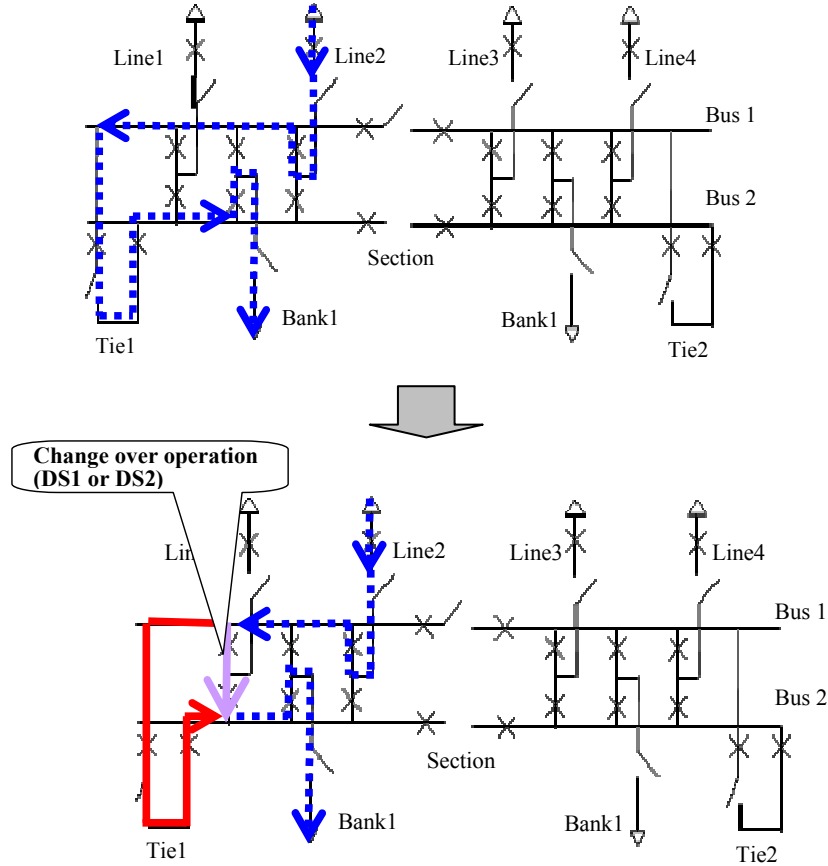 Line1
Line2
Line3
Line4
Bus 1
Bus 2
Section
Bank1
Bank1
Tie1
Tie2
Change over operation
(DS1 or DS2)
Lin
Line2
Line3
Line4
Bus 1
Bus 2
Section
Bank1
Bank1
Tie1
Tie2